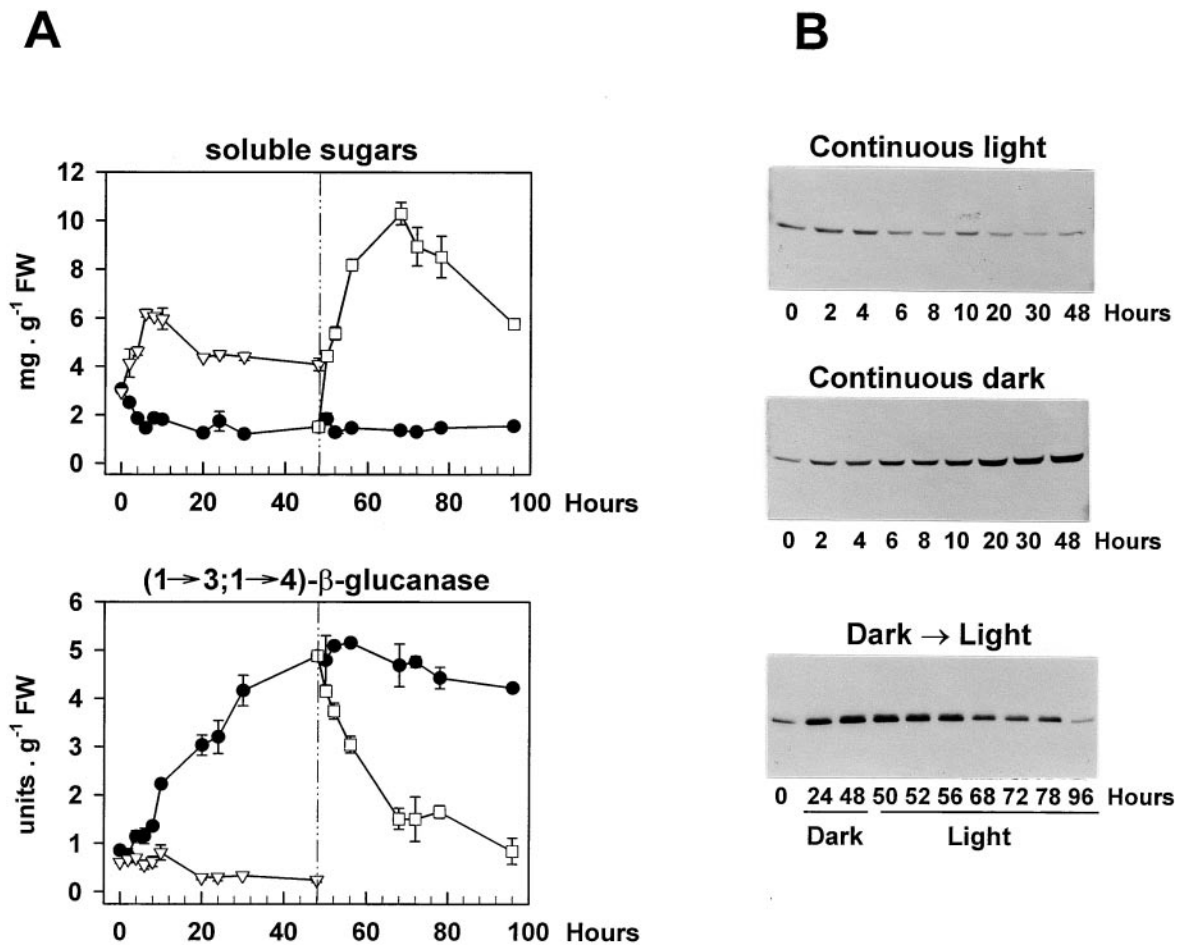 A
B
soluble sugars
12
10
8
6
4
2
0
mg . g⁻¹ FW
0 20 40 60 80 100 Hours
(1→3;1→4)-β-glucanase
6
5
4
3
2
1
0
units . g⁻¹ FW
0 20 40 60 80 100 Hours
Continuous light
0 2 4 6 8 10 20 30 48 Hours
Continuous dark
0 2 4 6 8 10 20 30 48 Hours
Dark → Light
0 24 48 50 52 56 68 72 78 96 Hours
Dark Light